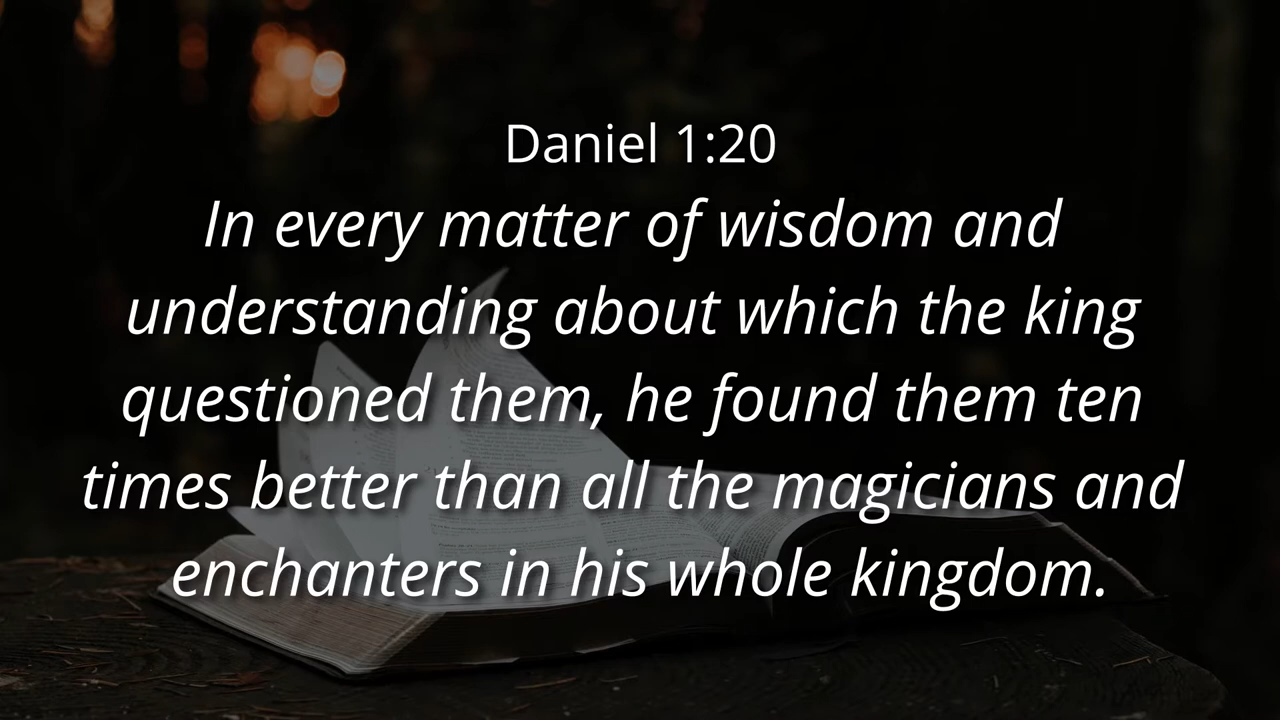 Daniel 1:20
In every matter of wisdom and
understanding about which the king
questioned them, he found them ten
times better than all the magicians and
enchanters in his whole kingdom.